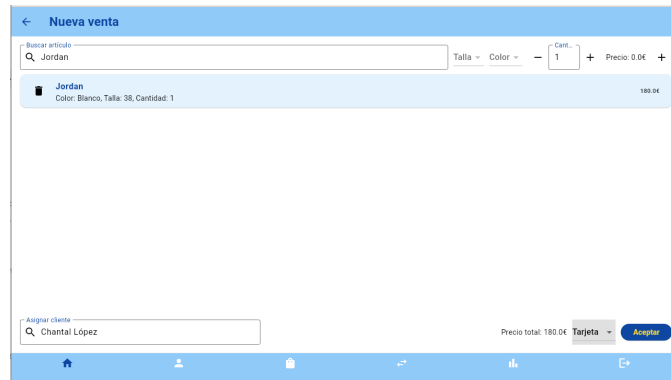 Nueva venta
Buscar artículo
Jordan
Talla
Color
Cant...
1
Precio: 0.0€
Jordan
Color: Blanco, Talla: 38, Cantidad: 1
180.0€
Asignar cliente
Chantal López
Precio total: 180.0€
Tarjeta
Aceptar